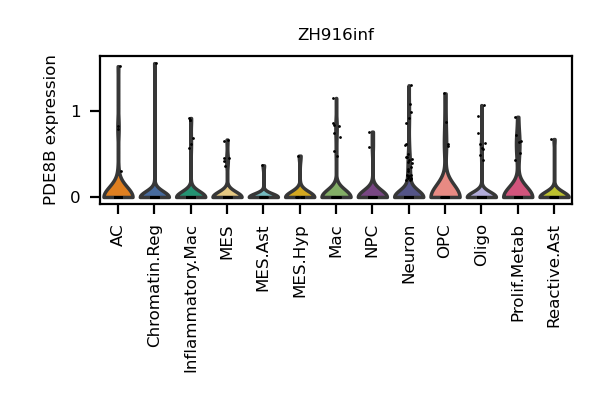 ZH916inf
PDE8B expression
1
0
AC
Chromatin.Reg
Inflammatory.Mac
MES
MES.Ast
MES.Hyp
Mac
NPC
Neuron
OPC
Oligo
Prolif.Metab
Reactive.Ast